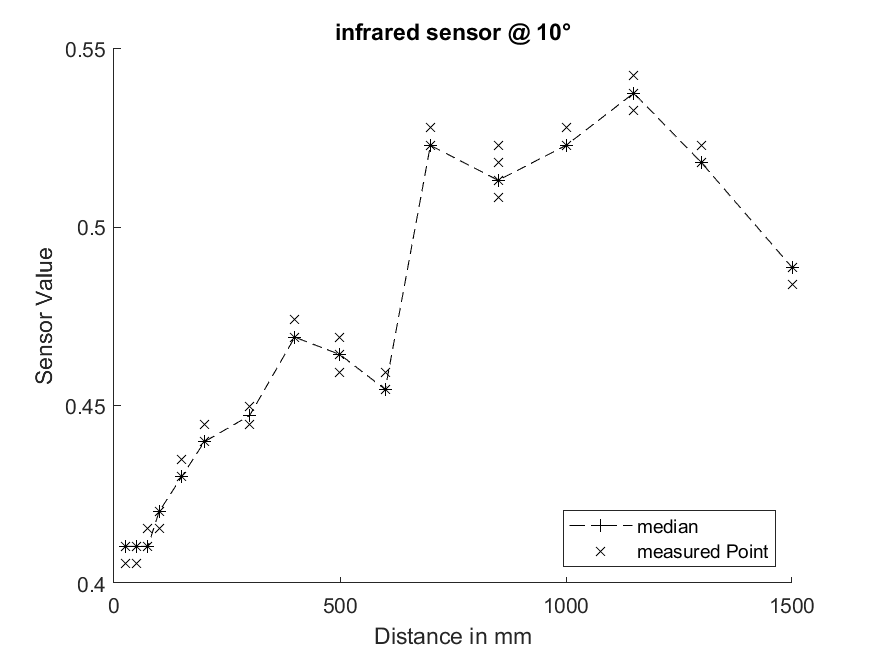 infrared sensor @ 10°
0.55
0.5
0.45
0.4
Sensor Value
0 500 1000 1500
Distance in mm
median
measured Point